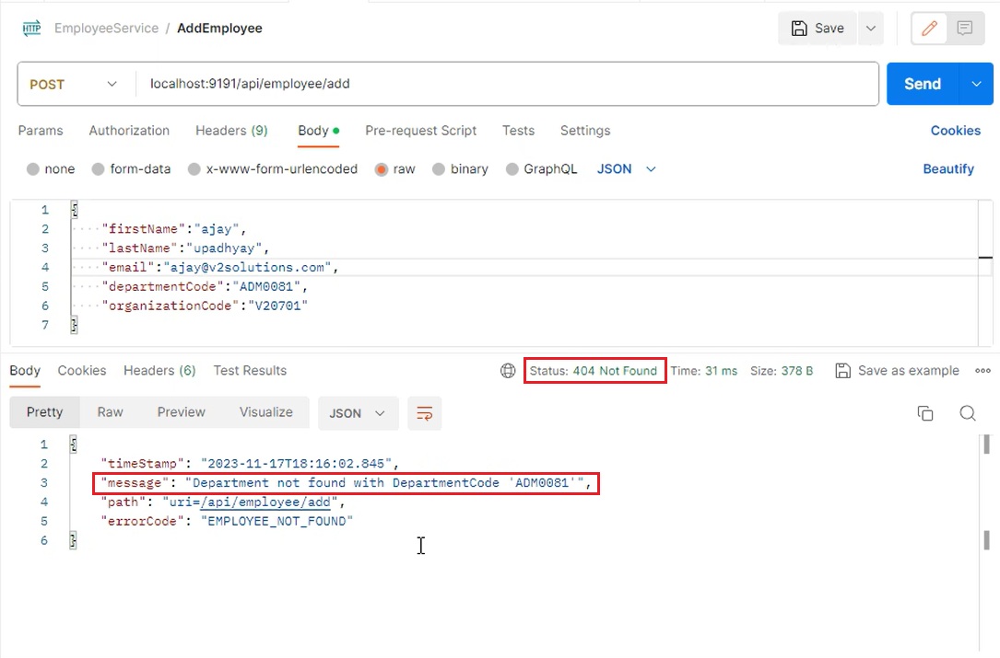 HTTP EmployeeService / AddEmployee Save
POST localhost:9191/api/employee/add Send
Params Authorization Headers (9) Body Pre-request Script Tests Settings Cookies
none form-data x-www-form-urlencoded raw binary GraphQL JSON Beautify
1 {
2 ····"firstName":"ajay",
3 ····"lastName":"upadhyay",
4 ····"email":"ajay@v2solutions.com",
5 ····"departmentCode":"ADM0081",
6 ····"organizationCode":"V20701"
7 }
Body Cookies Headers (6) Test Results Status: 404 Not Found Time: 31 ms Size: 378 B Save as example
Pretty Raw Preview Visualize JSON
1 {
2 "timeStamp": "2023-11-17T18:16:02.845",
3 "message": "Department not found with DepartmentCode 'ADM0081'",
4 "path": "uri=/api/employee/add",
5 "errorCode": "EMPLOYEE_NOT_FOUND"
6 }